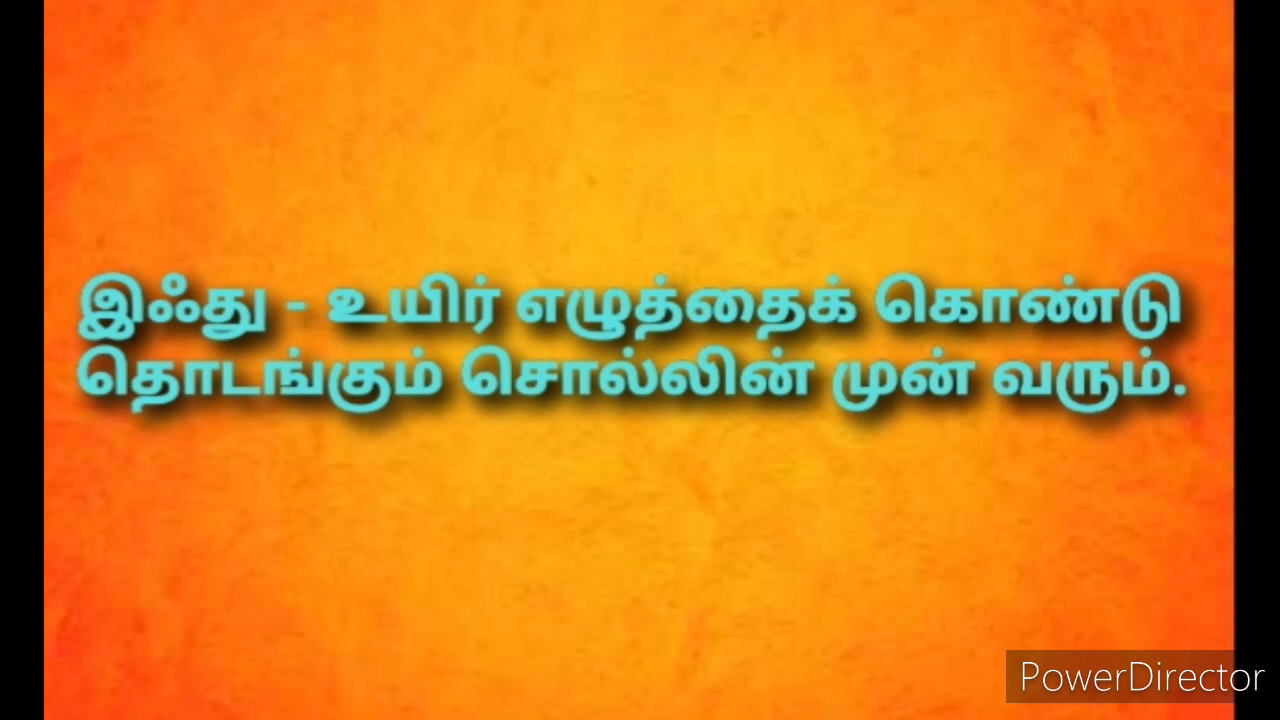 இஃது - உயிர் எழுத்தைக் கொண்டு
தொடங்கும் சொல்லின் முன் வரும்.
PowerDirector